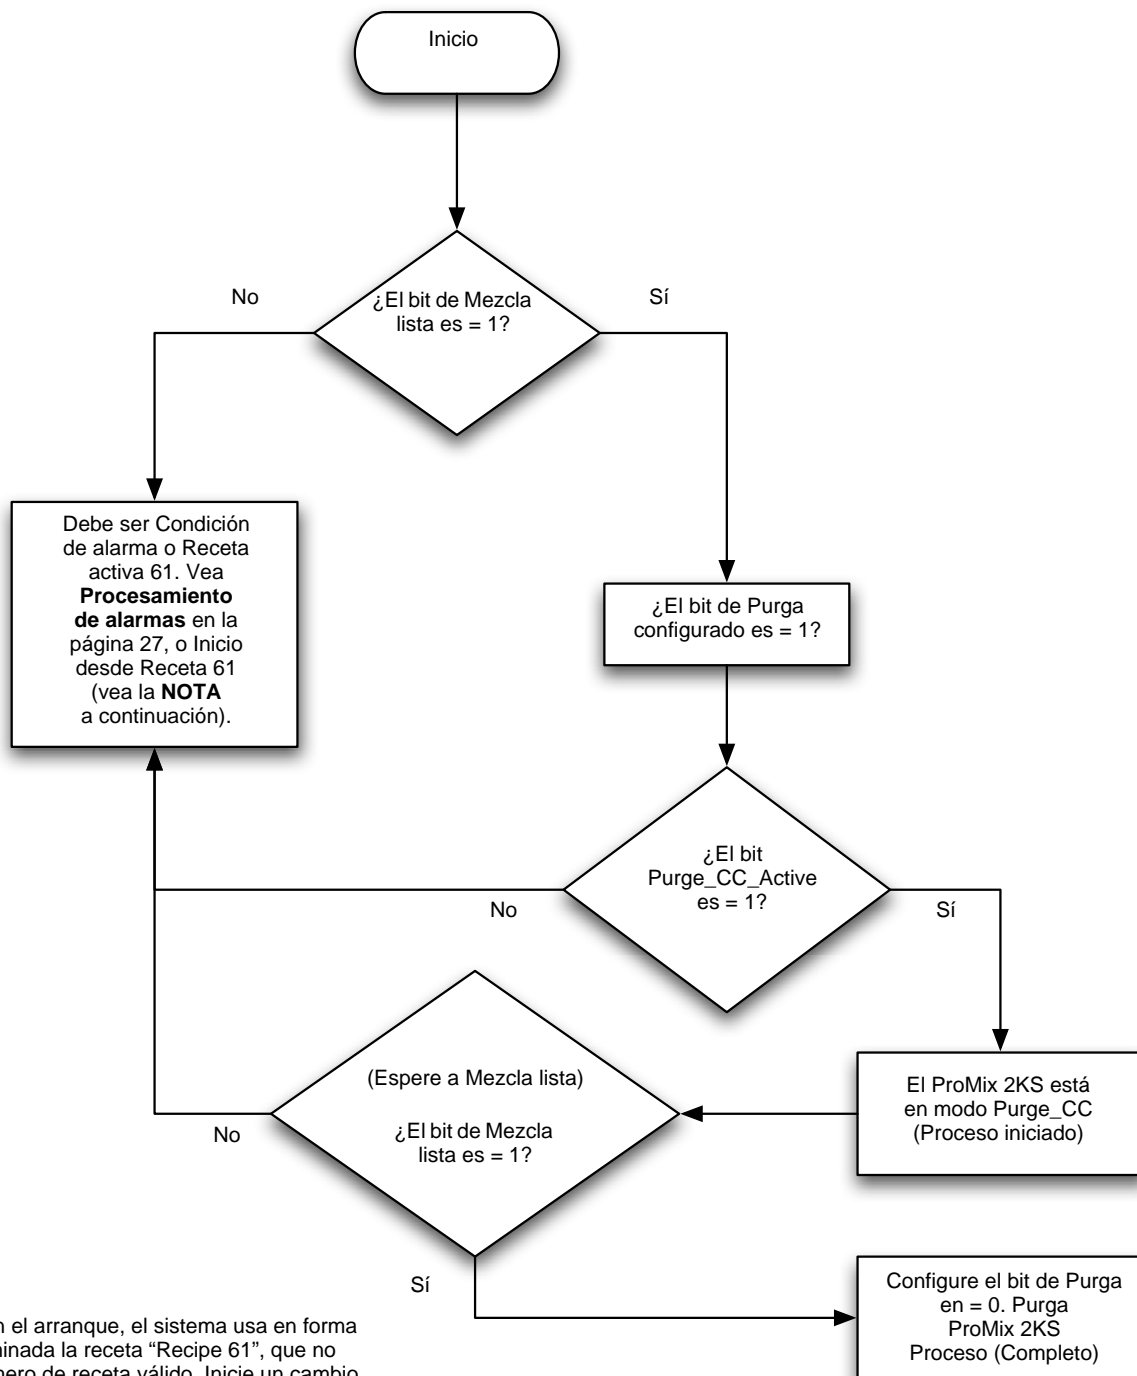 Inicio
¿El bit de Mezcla
lista es = 1?
No
Sí
Debe ser Condición
de alarma o Receta
activa 61. Vea
Procesamiento
de alarmas en la
página 27, o Inicio
desde Receta 61
(vea la NOTA
a continuación).
¿El bit de Purga
configurado es = 1?
¿El bit
Purge_CC_Active
es = 1?
No
Sí
(Espere a Mezcla lista)
¿El bit de Mezcla
lista es = 1?
No
Sí
El ProMix 2KS está
en modo Purge_CC
(Proceso iniciado)
Configure el bit de Purga
en = 0. Purga
ProMix 2KS
Proceso (Completo)
el arranque, el sistema usa en forma
la receta “Recipe 61”, que no
de receta válido. Inicie un cambio